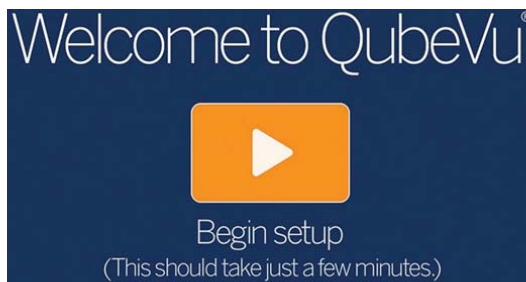 Welcome to QubeVu®
Begin setup
(This should take just a few minutes.)